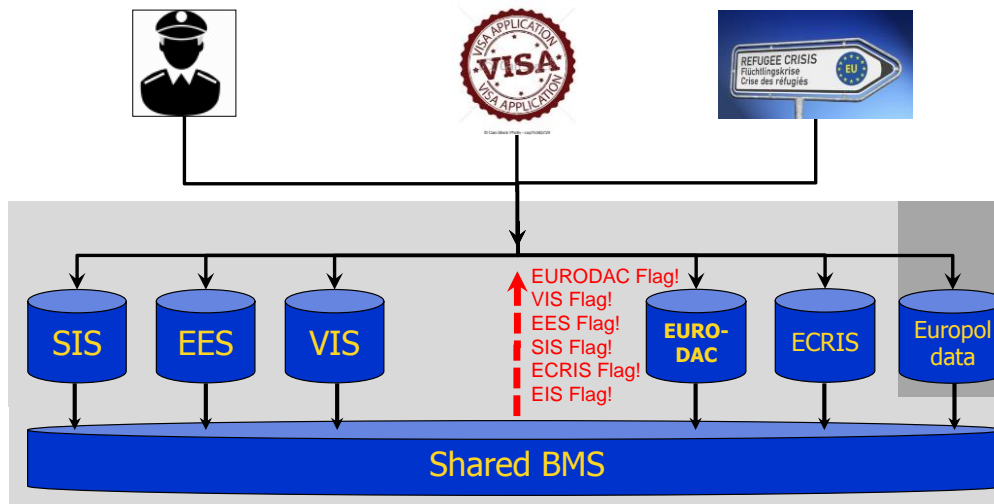 VISA APPLICATION
VISA
VISA APPLICATION
REFUGEE CRISIS
Flüchtlingskrise
Crise des réfugiés
EU
EURODAC Flag!
VIS Flag!
EES Flag!
SIS Flag!
ECRIS Flag!
EIS Flag!
SIS
EES
VIS
EURO-
DAC
ECRIS
Europol
data
Shared BMS